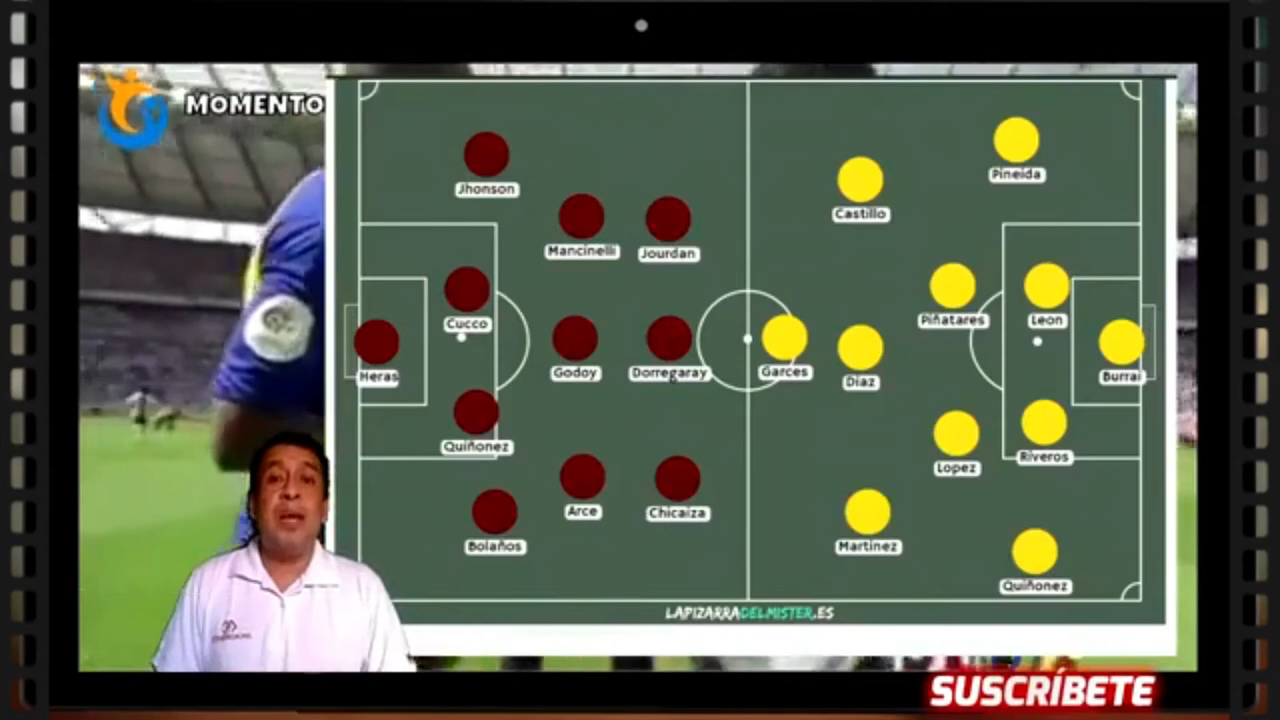 MOMENTO
Jhonson
Mancinelli
Jourdan
Cucco
Heras
Godoy
Dorregaray
Quiñonez
Arce
Chicaiza
Bolaños
Pineida
Castillo
Piñatares
Leon
Garces
Diaz
Burrai
Lopez
Riveros
Martinez
Quiñonez
LAPIZARRADELMISTER.ES
SUSCRÍBETE